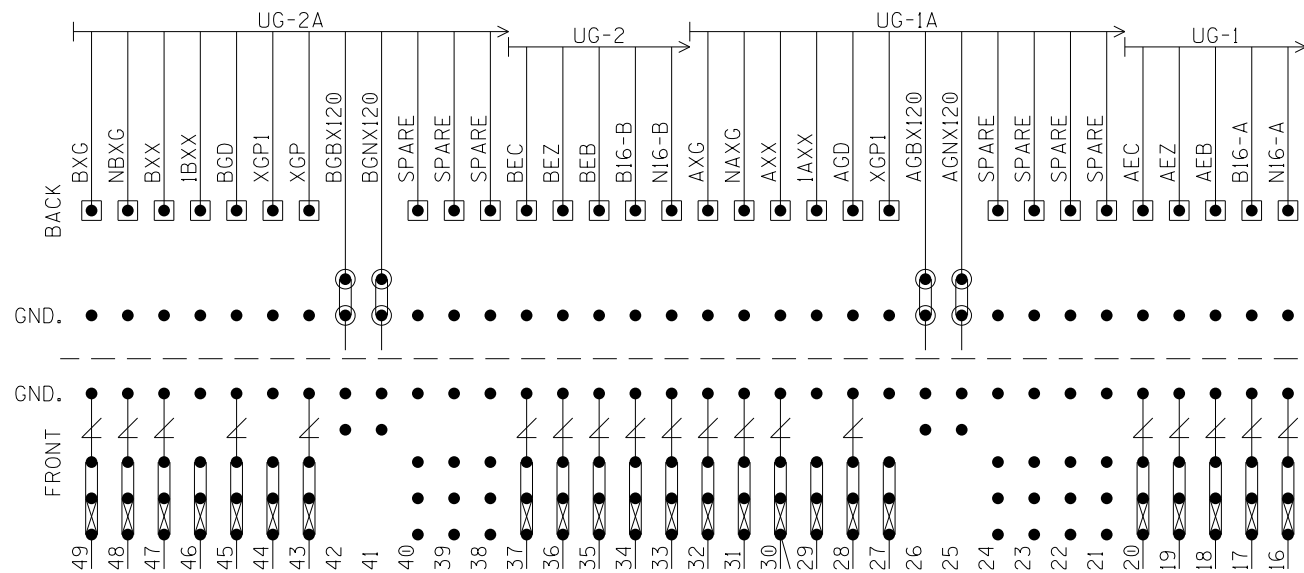 UG-2A
UG-2
UG-1A
UG-1
BXG
NBXG
BXX
1BXX
BGD
XGP1
XGP
BGBX120
BGNX120
SPARE
SPARE
SPARE
BEC
BEZ
BEB
B16-B
N16-B
AXG
NAXG
AXX
1AXX
AGD
XGP1
AGBX120
AGNX120
SPARE
SPARE
SPARE
SPARE
AEC
AEZ
AEB
B16-A
N16-A
BACK
GND.
GND.
FRONT
49
48
47
46
45
44
43
42
41
40
39
38
37
36
35
34
33
32
31
30
29
28
27
26
25
24
23
22
21
20
19
18
17
16